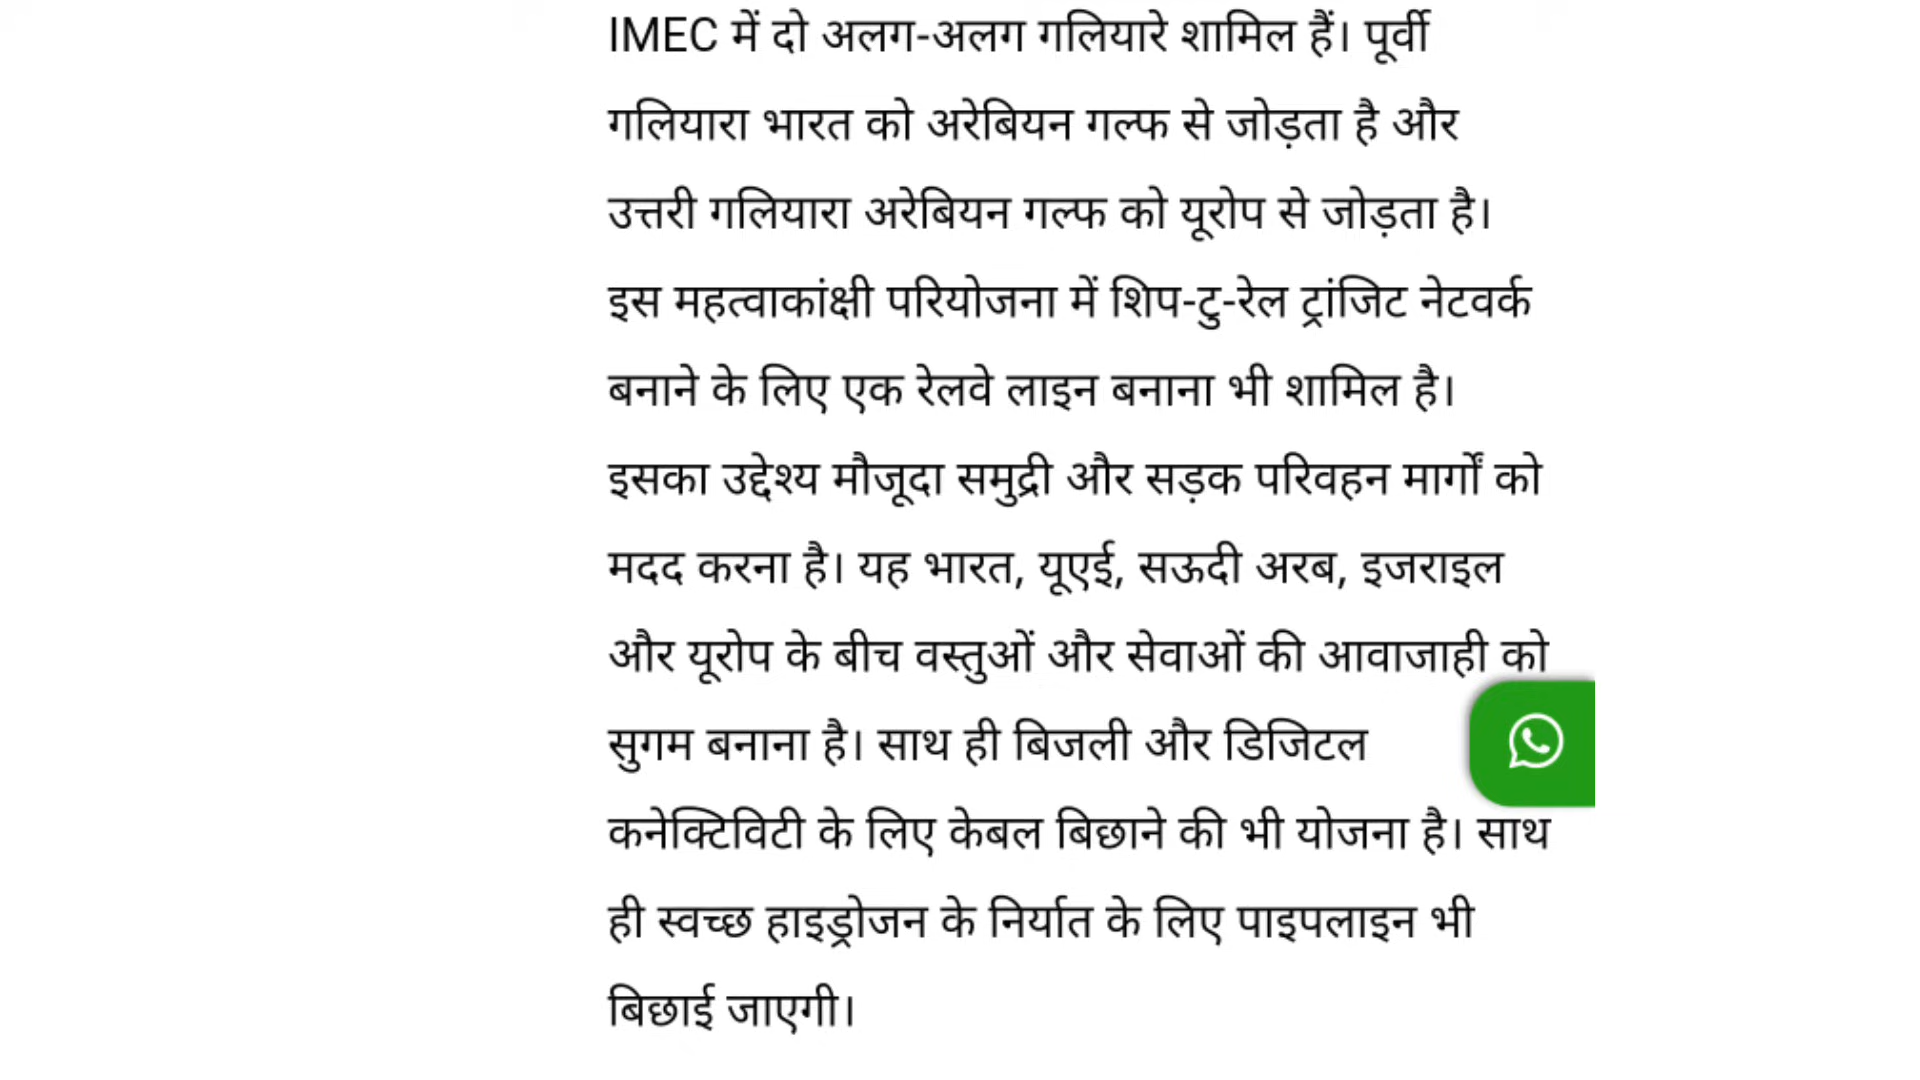 IMEC में दो अलग-अलग गलियारे शामिल हैं। पूर्वी
गलियारा भारत को अरेबियन गल्फ से जोड़ता है और
उत्तरी गलियारा अरेबियन गल्फ को यूरोप से जोड़ता है।
इस महत्वाकांक्षी परियोजना में शिप-टु-रेल ट्रांजिट नेटवर्क
बनाने के लिए एक रेलवे लाइन बनाना भी शामिल है।
इसका उद्देश्य मौजूदा समुद्री और सड़क परिवहन मार्गों को
मदद करना है। यह भारत, यूएई, सऊदी अरब, इजराइल
और यूरोप के बीच वस्तुओं और सेवाओं की आवाजाही को
सुगम बनाना है। साथ ही बिजली और डिजिटल
कनेक्टिविटी के लिए केबल बिछाने की भी योजना है। साथ
ही स्वच्छ हाइड्रोजन के निर्यात के लिए पाइपलाइन भी
बिछाई जाएगी।